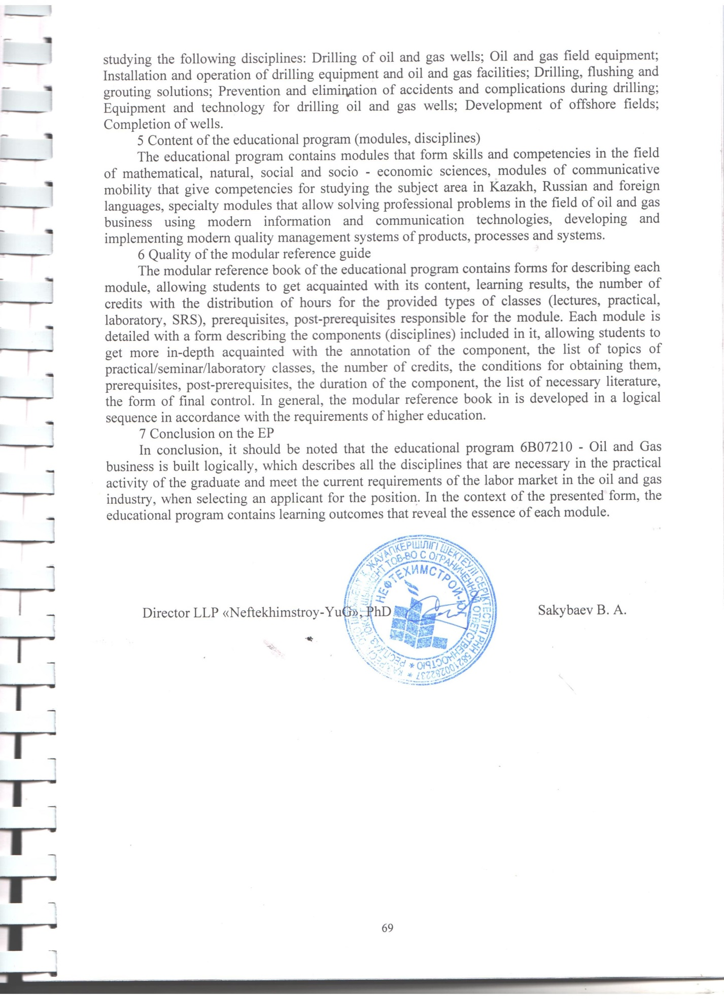 studying the following disciplines: Drilling of oil and gas wells; Oil and gas field equipment;
Installation and operation of drilling equipment and oil and gas facilities; Drilling, flushing and
grouting solutions; Prevention and elimination of accidents and complications during drilling;
Equipment and technology for drilling oil and gas wells; Development of offshore fields;
Completion of wells.
5 Content of the educational program (modules, disciplines)
The educational program contains modules that form skills and competencies in the field
of mathematical, natural, social and socio - economic sciences, modules of communicative
mobility that give competencies for studying the subject area in Kazakh, Russian and foreign
languages, specialty modules that allow solving professional problems in the field of oil and gas
business using modern information and communication technologies, developing and
implementing modern quality management systems of products, processes and systems.
6 Quality of the modular reference guide
The modular reference book of the educational program contains forms for describing each
module, allowing students to get acquainted with its content, learning results, the number of
credits with the distribution of hours for the provided types of classes (lectures, practical,
laboratory, SRS), prerequisites, post-prerequisites responsible for the module. Each module is
detailed with a form describing the components (disciplines) included in it, allowing students to
get more in-depth acquainted with the annotation of the component, the list of topics of
practical/seminar/laboratory classes, the number of credits, the conditions for obtaining them,
prerequisites, post-prerequisites, the duration of the component, the list of necessary literature,
the form of final control. In general, the modular reference book in is developed in a logical
sequence in accordance with the requirements of higher education.
7 Conclusion on the EP
In conclusion, it should be noted that the educational program 6B07210 - Oil and Gas
business is built logically, which describes all the disciplines that are necessary in the practical
activity of the graduate and meet the current requirements of the labor market in the oil and gas
industry, when selecting an applicant for the position. In the context of the presented form, the
educational program contains learning outcomes that reveal the essence of each module.
Director LLP «Neftekhimstroy-YuG», PhD Sakybaev B. A.
ЖАУАПКЕРШІЛІГІ ШЕКТЕУЛІ СЕРІКТЕСТІГІ РНН 582100282237
ТОВ-ВО С ОГРАНИЧЕННОЙ ОТВЕТСТВЕННОСТЬЮ
НЕФТЕХИМСТРОЙ-ЮГ
69